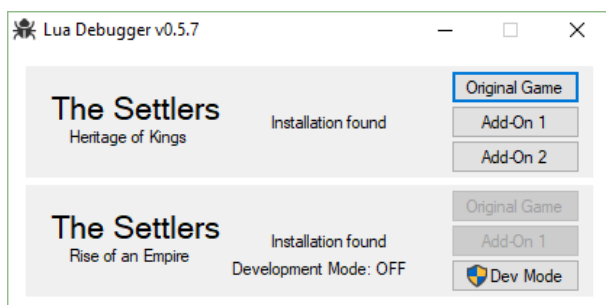 Lua Debugger v0.5.7
The Settlers
Heritage of Kings
Installation found
Original Game
Add-On 1
Add-On 2
The Settlers
Rise of an Empire
Installation found
Development Mode: OFF
Original Game
Add-On 1
Dev Mode